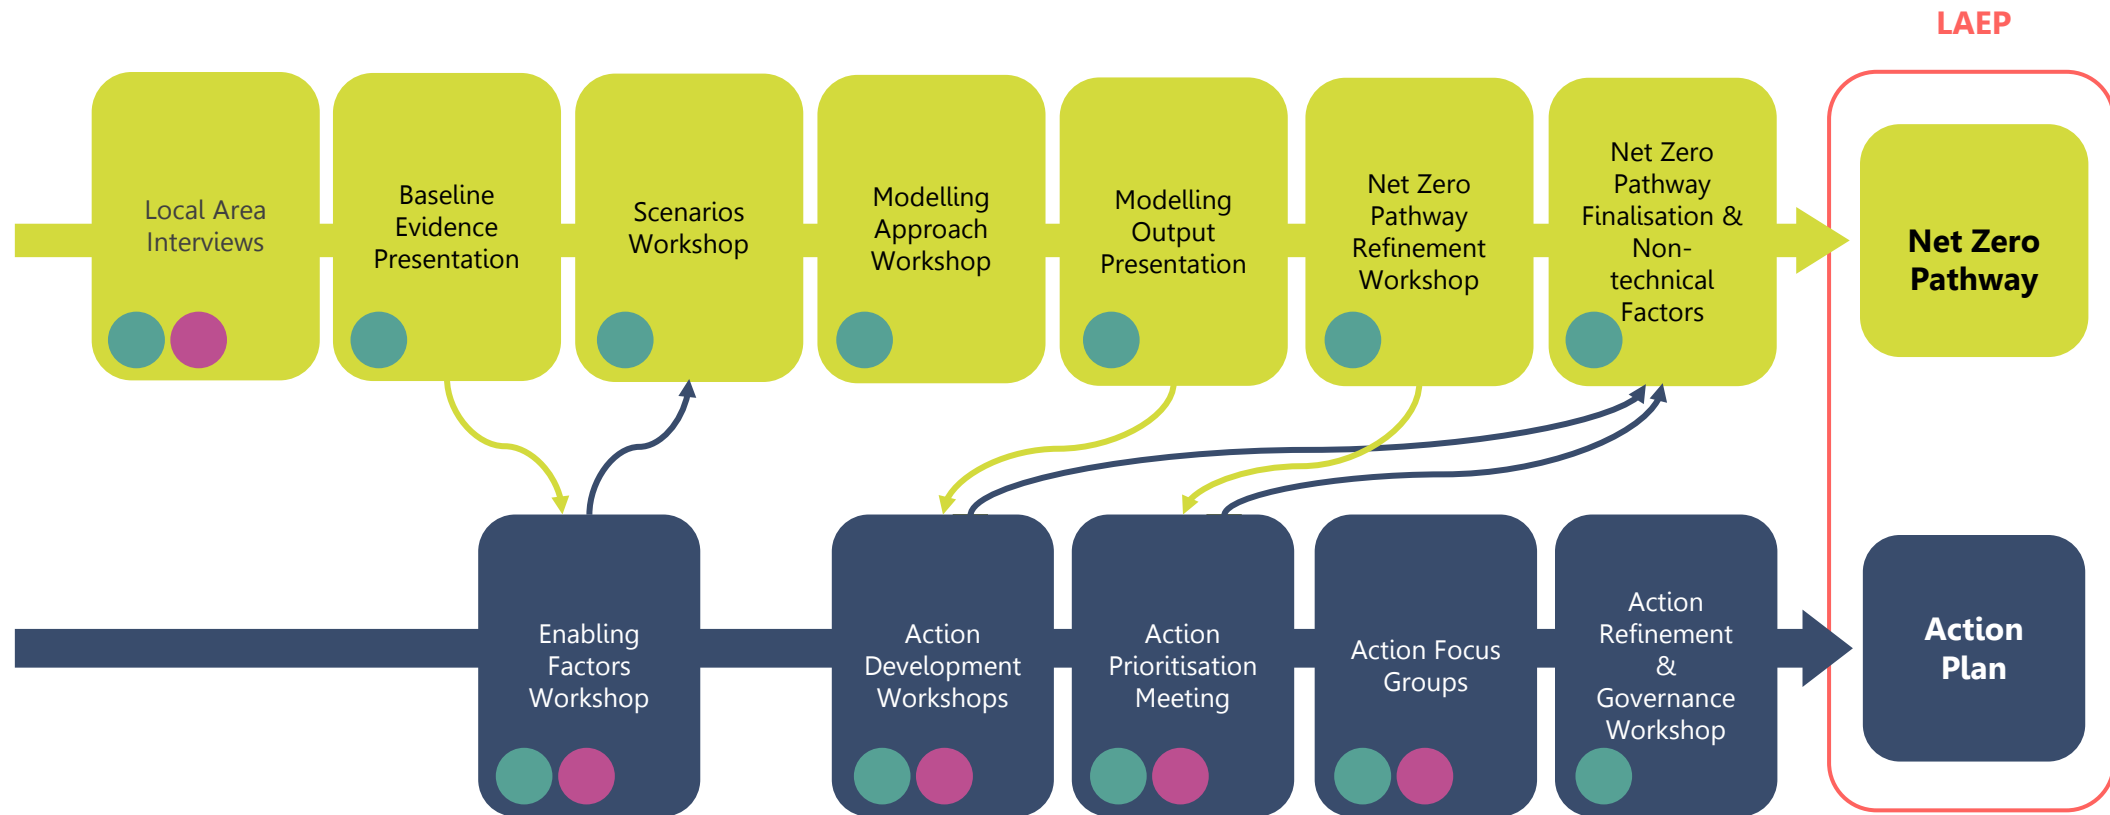 LAEP
Local Area
Interviews
Baseline
Evidence
Presentation
Scenarios
Workshop
Modelling
Approach
Workshop
Modelling
Output
Presentation
Net Zero
Pathway
Refinement
Workshop
Net Zero
Pathway
Finalisation &
Non-
technical
Factors
Net Zero
Pathway
Enabling
Factors
Workshop
Action
Development
Workshops
Action
Prioritisation
Meeting
Action Focus
Groups
Action
Refinement
&
Governance
Workshop
Action
Plan